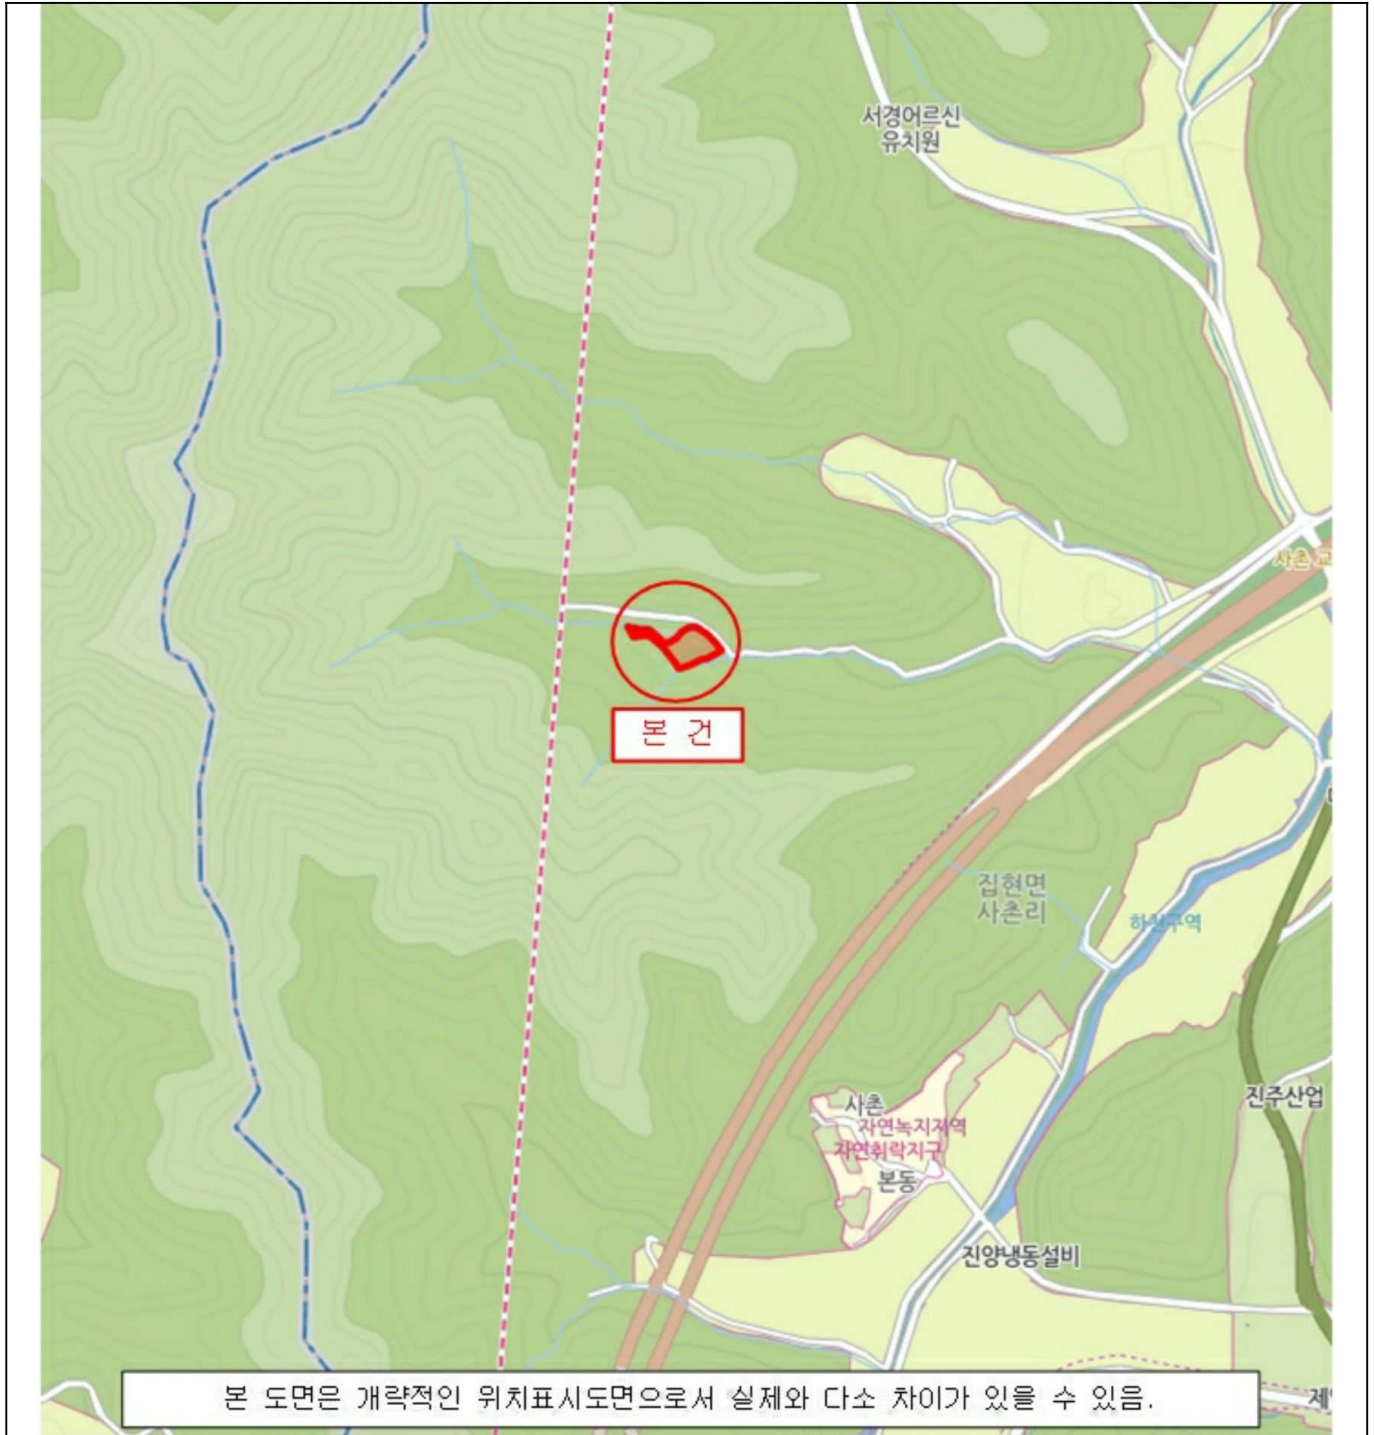 서경어르신
유치원
사촌 교
본 건
집현면
사촌리
하천구역
진주산업
사촌
자연녹지지역
자연취락지구
본동
진양냉동설비
본 도면은 개략적인 위치표시도면으로서 실제와 다소 차이가 있을 수 있음.